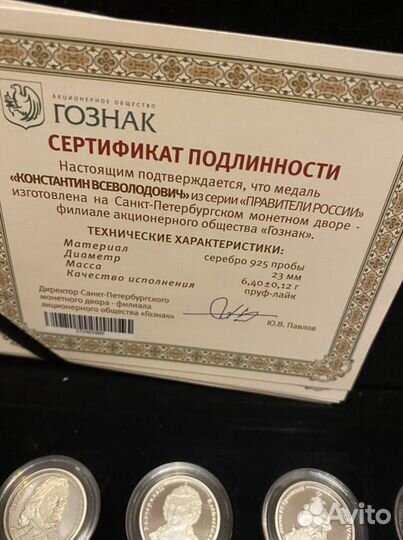 АКЦИОНЕРНОЕ ОБЩЕСТВО
ГОЗНАК
СЕРТИФИКАТ ПОДЛИННОСТИ
Настоящим подтверждается, что медаль
«КОНСТАНТИН ВСЕВОЛОДОВИЧ» из серии «ПРАВИТЕЛИ РОССИИ»
изготовлена на Санкт-Петербургском монетном дворе -
филиале акционерного общества «Гознак».
ТЕХНИЧЕСКИЕ ХАРАКТЕРИСТИКИ:
Материал серебро 925 пробы
Диаметр 23 мм
Масса 6,40±0,12 г
Качество исполнения пруф-лайк
Директор Санкт-Петербургского
монетного двора - филиала
акционерного общества «Гознак»
Ю.В. Павлов
Avito